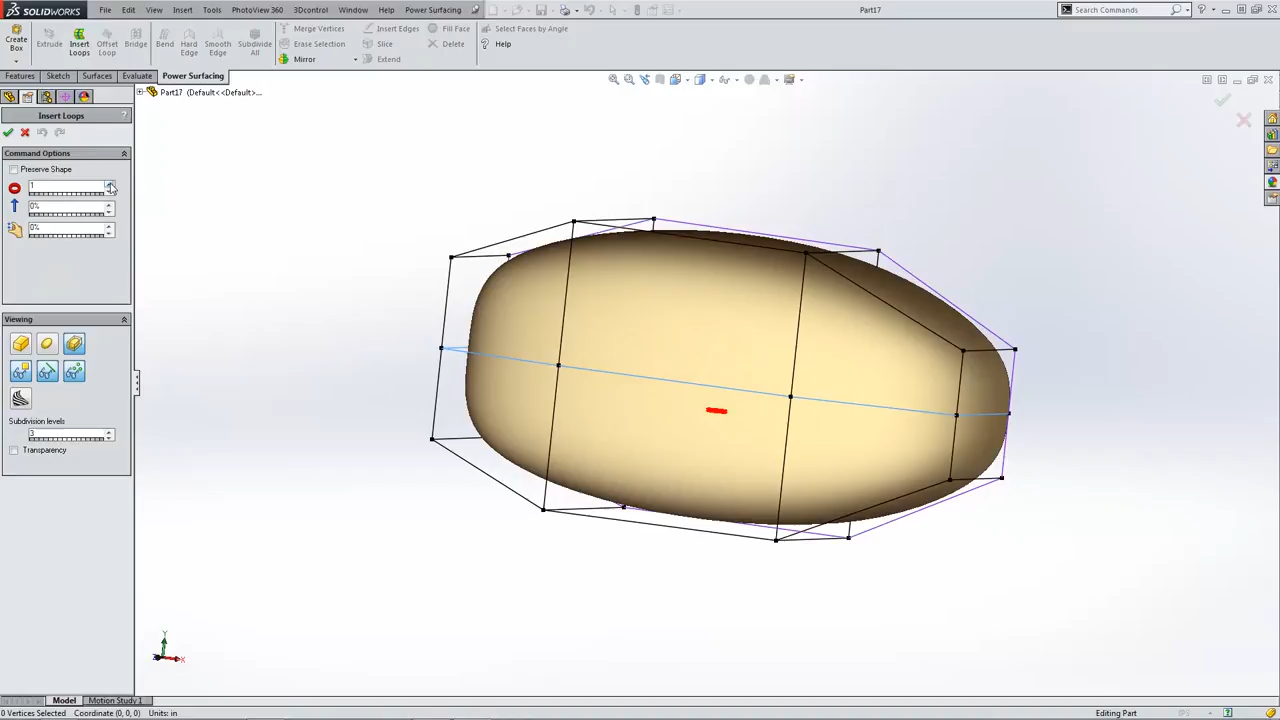 SOLIDWORKS File Edit View Insert Tools PhotoView 360 3Dcontrol Window Help Power Surfacing Part17 Search Commands
Create Box Extrude Insert Loops Offset Loop Bridge Bend Hard Edge Smooth Edge Subdivide All Merge Vertices Insert Edges Fill Face Select Faces by Angle
Erase Selection Slice Delete Help
Mirror Extend
Features Sketch Surfaces Evaluate Power Surfacing
Part17 (Default<<Default>...
Insert Loops ?
Command Options
Preserve Shape
1
0%
0%
Viewing
Subdivision levels
3
Transparency
Y
Z X
Model Motion Study 1
0 Vertices Selected Coordinate (0, 0, 0) Units: in Editing Part